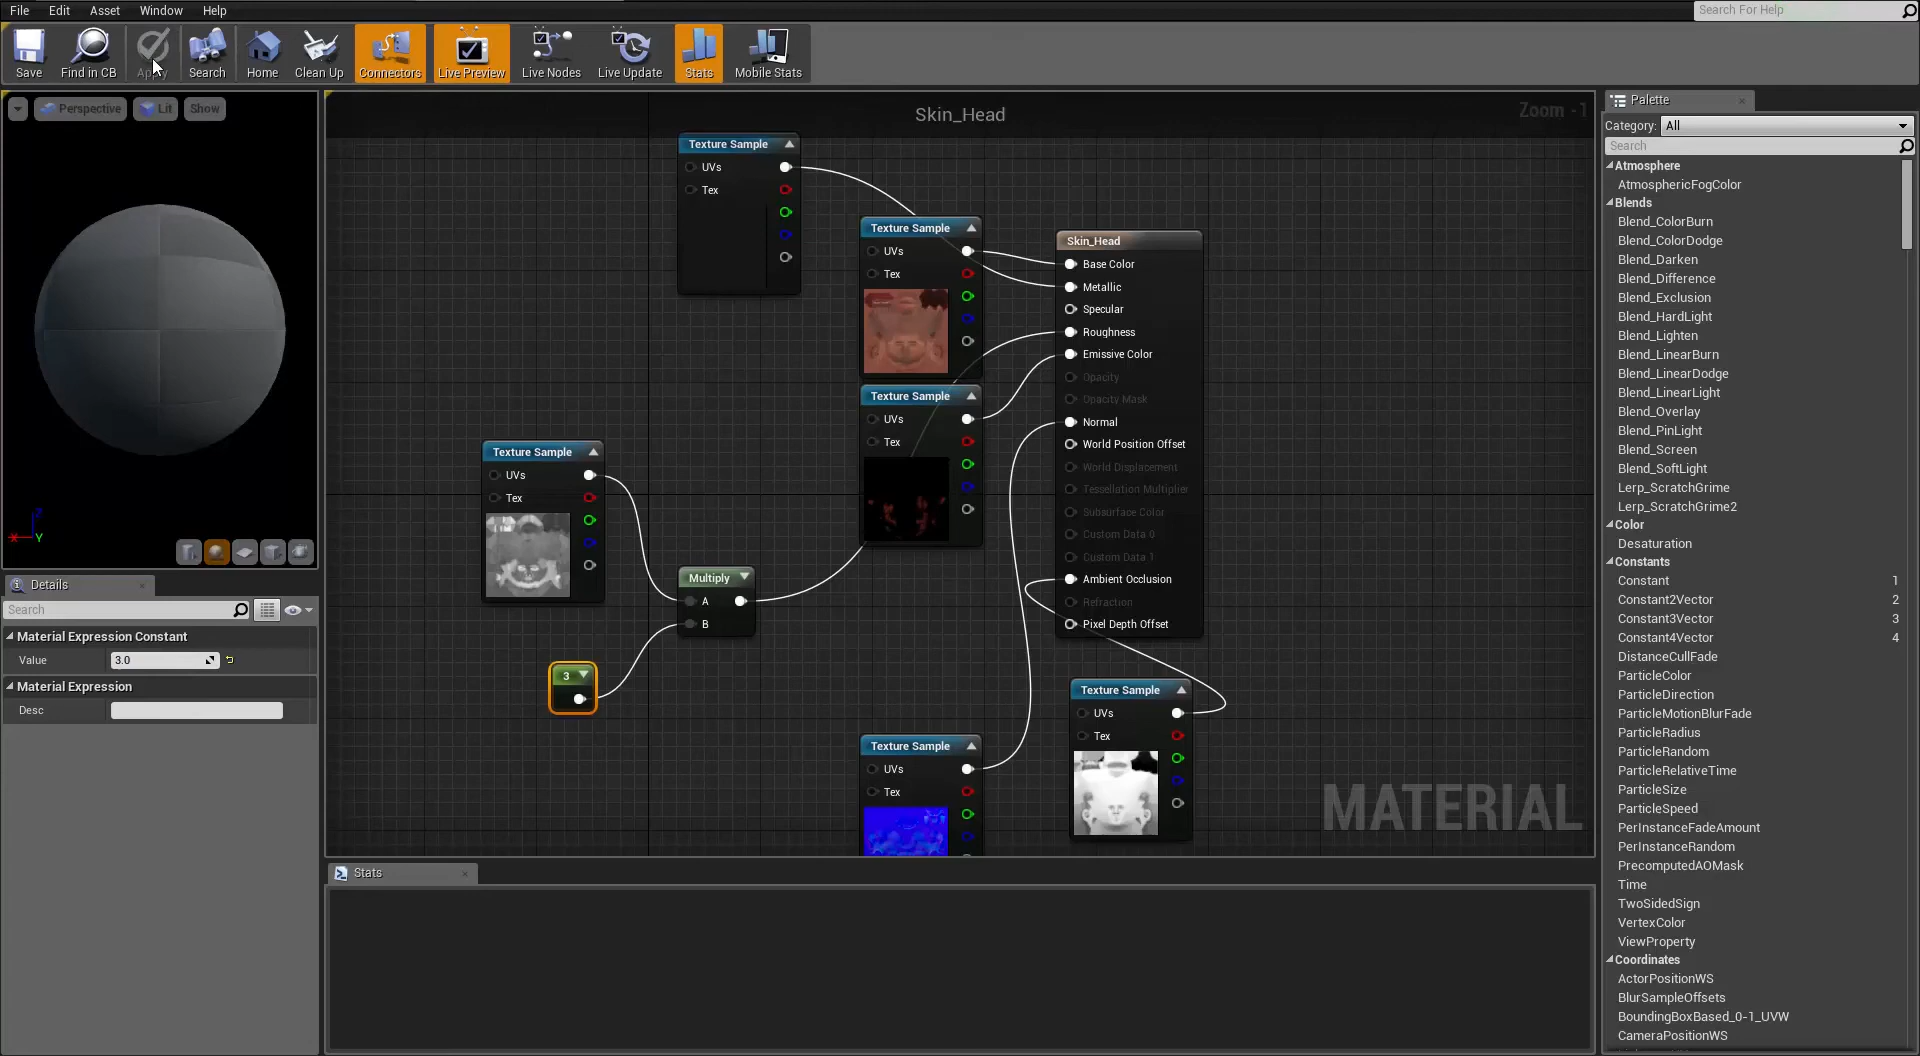 File Edit Asset Window Help
Search For Help
Save Find in CB Apply Search Home Clean Up Connectors Live Preview Live Nodes Live Update Stats Mobile Stats
Perspective Lit Show
Skin_Head
Zoom -1
Texture Sample
UVs
Tex
Texture Sample
UVs
Tex
Texture Sample
UVs
Tex
Texture Sample
UVs
Tex
Multiply
A
B
3
Texture Sample
UVs
Tex
Skin_Head
Base Color
Metallic
Specular
Roughness
Emissive Color
Opacity
Opacity Mask
Normal
World Position Offset
World Displacement
Tessellation Multiplier
Subsurface Color
Custom Data 0
Custom Data 1
Ambient Occlusion
Refraction
Pixel Depth Offset
Texture Sample
UVs
Tex
MATERIAL
X
Y
Z
Details
Search
Material Expression Constant
Value 3.0
Material Expression
Desc
Stats
Palette
Category: All
Search
Atmosphere
AtmosphericFogColor
Blends
Blend_ColorBurn
Blend_ColorDodge
Blend_Darken
Blend_Difference
Blend_Exclusion
Blend_HardLight
Blend_Lighten
Blend_LinearBurn
Blend_LinearDodge
Blend_LinearLight
Blend_Overlay
Blend_PinLight
Blend_Screen
Blend_SoftLight
Lerp_ScratchGrime
Lerp_ScratchGrime2
Color
Desaturation
Constants
Constant 1
Constant2Vector 2
Constant3Vector 3
Constant4Vector 4
DistanceCullFade
ParticleColor
ParticleDirection
ParticleMotionBlurFade
ParticleRadius
ParticleRandom
ParticleRelativeTime
ParticleSize
ParticleSpeed
PerInstanceFadeAmount
PerInstanceRandom
PrecomputedAOMask
Time
TwoSidedSign
VertexColor
ViewProperty
Coordinates
ActorPositionWS
BlurSampleOffsets
BoundingBoxBased_0-1_UVW
CameraPositionWS